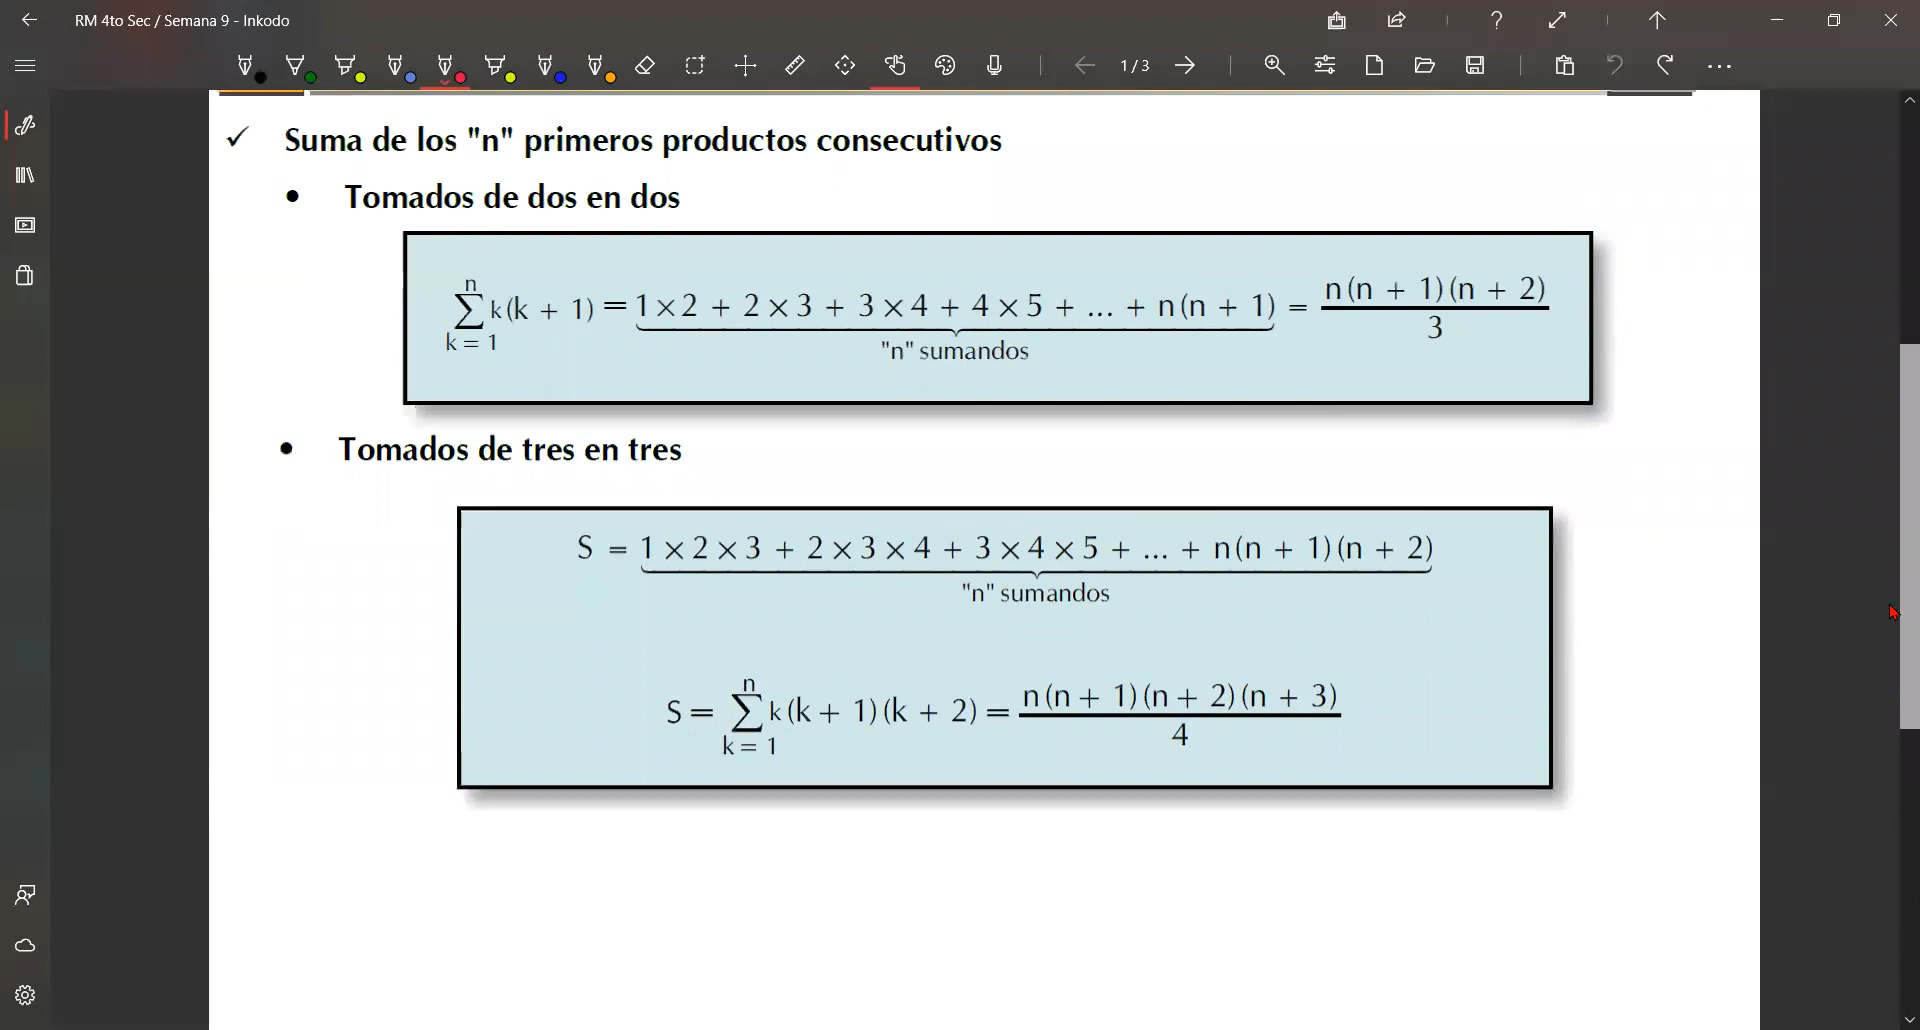 RM 4to Sec / Semana 9 - Inkodo
1 / 3
✓ Suma de los "n" primeros productos consecutivos
• Tomados de dos en dos
n
∑ k(k + 1) = 1 × 2 + 2 × 3 + 3 × 4 + 4 × 5 + ... + n(n + 1) = n(n + 1)(n + 2)
3
k = 1
"n" sumandos
• Tomados de tres en tres
S = 1 × 2 × 3 + 2 × 3 × 4 + 3 × 4 × 5 + ... + n(n + 1)(n + 2)
"n" sumandos
n
S = ∑ k(k + 1)(k + 2) = n(n + 1)(n + 2)(n + 3)
4
k = 1